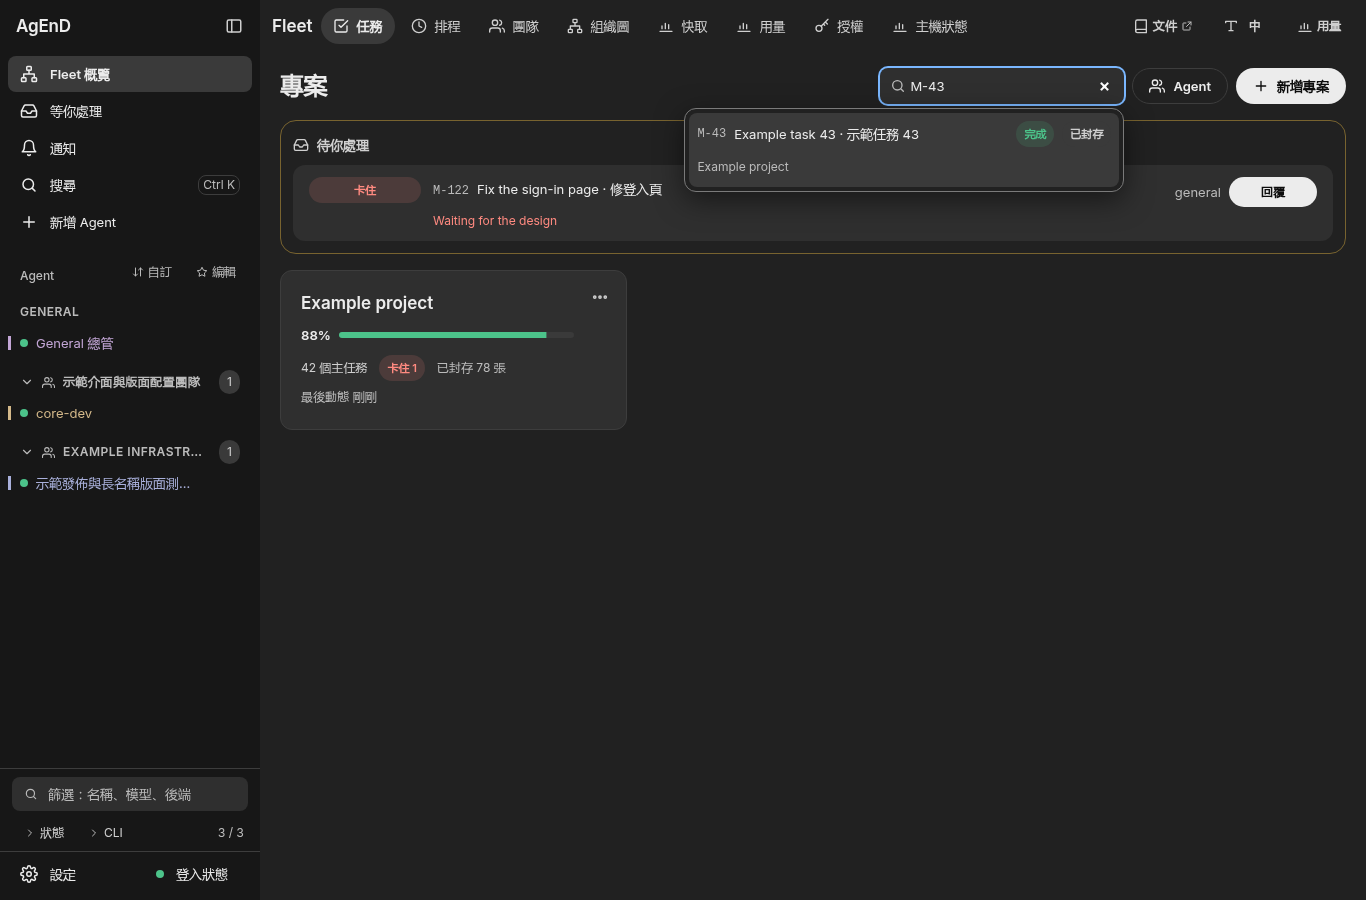 AgEnD
Fleet 概覽
等你處理
通知
搜尋 Ctrl K
新增 Agent
Agent 自訂 編輯
GENERAL
General 總管
示範介面與版面配置團隊 1
core-dev
EXAMPLE INFRASTR... 1
示範發佈與長名稱版面測...
篩選：名稱、模型、後端
狀態 CLI 3 / 3
設定 登入狀態
Fleet 任務 排程 團隊 組織圖 快取 用量 授權 主機狀態 文件 中 用量
專案
M-43
Agent
新增專案
M-43 Example task 43 · 示範任務 43 完成 已封存
Example project
待你處理
卡住 M-122 Fix the sign-in page · 修登入頁 general 回覆
Waiting for the design
Example project
88%
42 個主任務 卡住 1 已封存 78 張
最後動態 剛剛